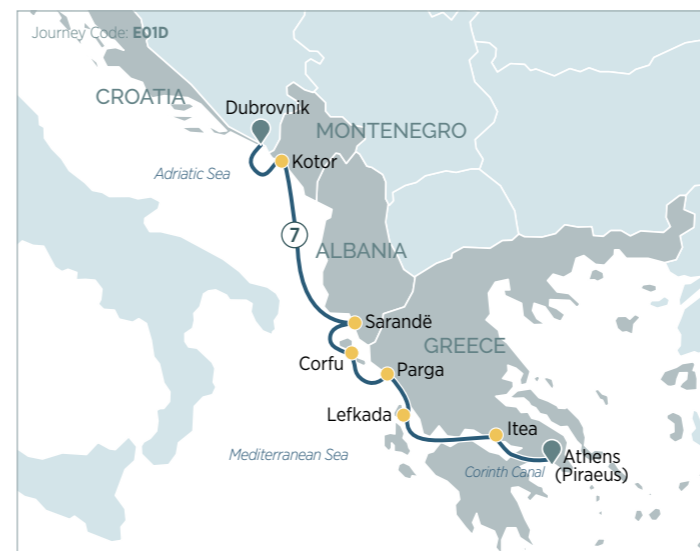 Journey Code: E01D
CROATIA
Dubrovnik
MONTENEGRO
Kotor
Adriatic Sea
7
ALBANIA
Sarandë
GREECE
Corfu
Parga
Lefkada
Itea
Mediterranean Sea
Athens
(Piraeus)
Corinth Canal